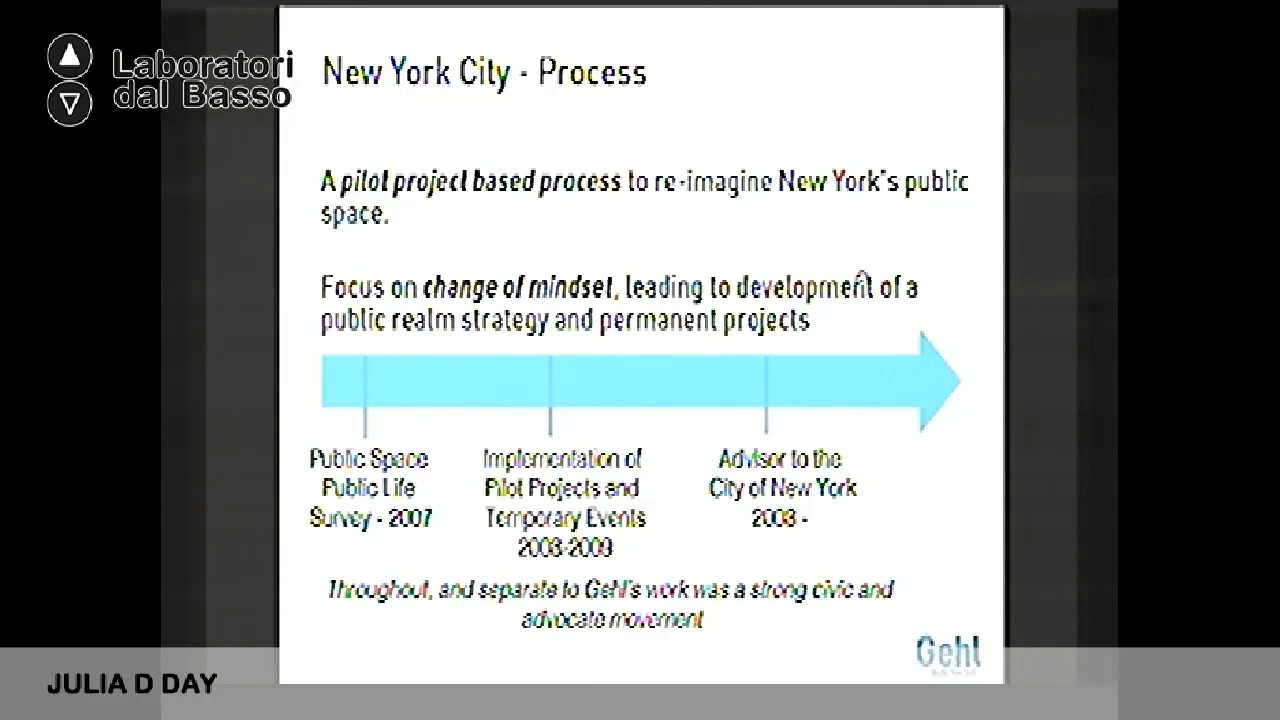 Laboratori
dal Basso
New York City - Process
A pilot project based process to re-imagine New York's public
space.
Focus on change of mindset, leading to development of a
public realm strategy and permanent projects
Public Space
Public Life
Survey - 2007
Implementation of
Pilot Projects and
Temporary Events
2008-2009
Advisor to the
City of New York
2008 -
Throughout, and separate to Gehl's work was a strong civic and
advocate movement
Gehl
JULIA D DAY